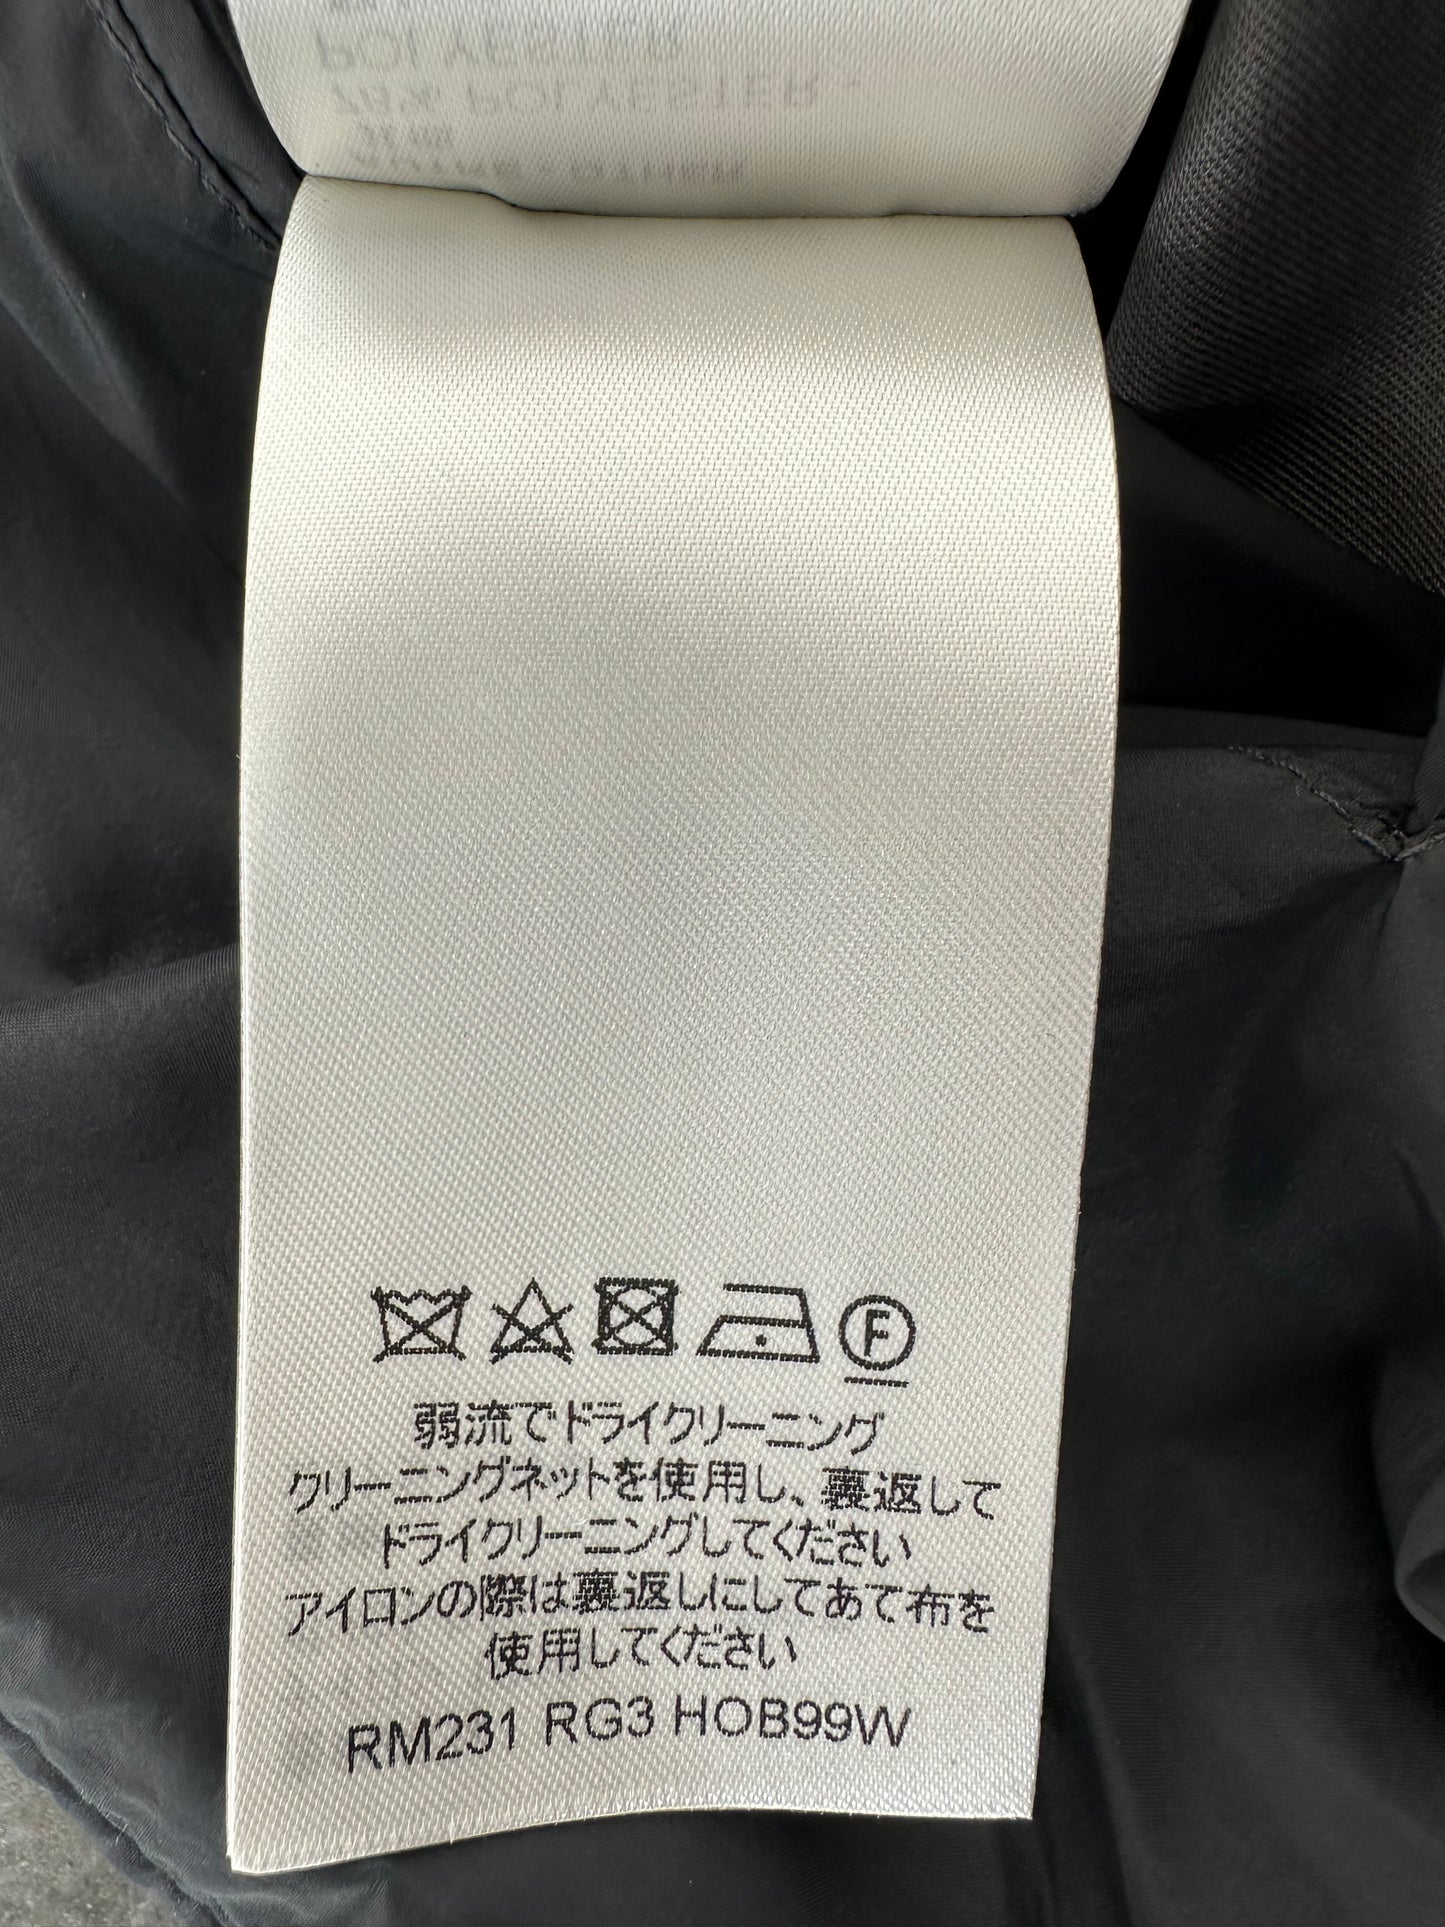 POLYESTER
70% POLYESTER
F
弱流でドライクリーニング
クリーニングネットを使用し、裏返して
ドライクリーニングしてください
アイロンの際は裏返しにしてあて布を
使用してください
RM231 RG3 HOB99W